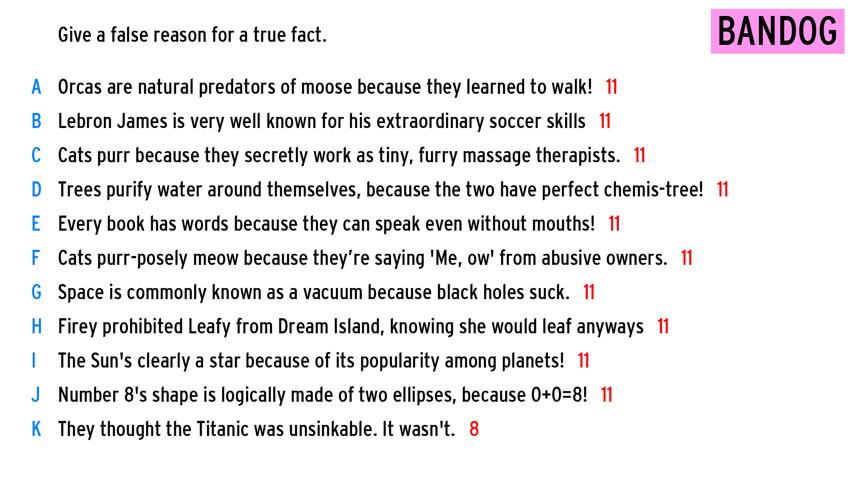 Give a false reason for a true fact.
BANDOG
A Orcas are natural predators of moose because they learned to walk! 11
B Lebron James is very well known for his extraordinary soccer skills 11
C Cats purr because they secretly work as tiny, furry massage therapists. 11
D Trees purify water around themselves, because the two have perfect chemis-tree! 11
E Every book has words because they can speak even without mouths! 11
F Cats purr-posely meow because they’re saying 'Me, ow' from abusive owners. 11
G Space is commonly known as a vacuum because black holes suck. 11
H Firey prohibited Leafy from Dream Island, knowing she would leaf anyways 11
I The Sun's clearly a star because of its popularity among planets! 11
J Number 8's shape is logically made of two ellipses, because 0+0=8! 11
K They thought the Titanic was unsinkable. It wasn't. 8